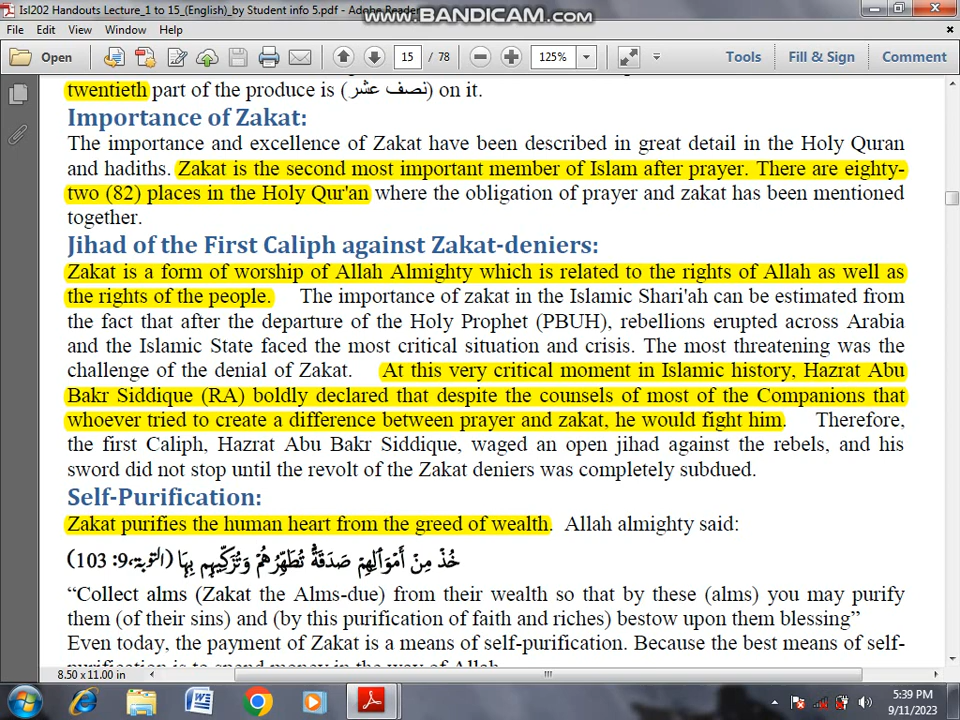 Isl202 Handouts Lecture_1 to 15_(English)_by Student info 5.pdf - Adobe Reader
www.BANDICAM.com
File Edit View Window Help
Open 15 / 78 125% Tools Fill & Sign Comment
twentieth part of the produce is (نصف عشر) on it.
Importance of Zakat:
The importance and excellence of Zakat have been described in great detail in the Holy Quran
and hadiths. Zakat is the second most important member of Islam after prayer. There are eighty-
two (82) places in the Holy Qur'an where the obligation of prayer and zakat has been mentioned
together.
Jihad of the First Caliph against Zakat-deniers:
Zakat is a form of worship of Allah Almighty which is related to the rights of Allah as well as
the rights of the people. The importance of zakat in the Islamic Shari'ah can be estimated from
the fact that after the departure of the Holy Prophet (PBUH), rebellions erupted across Arabia
and the Islamic State faced the most critical situation and crisis. The most threatening was the
challenge of the denial of Zakat. At this very critical moment in Islamic history, Hazrat Abu
Bakr Siddique (RA) boldly declared that despite the counsels of most of the Companions that
whoever tried to create a difference between prayer and zakat, he would fight him. Therefore,
the first Caliph, Hazrat Abu Bakr Siddique, waged an open jihad against the rebels, and his
sword did not stop until the revolt of the Zakat deniers was completely subdued.
Self-Purification:
Zakat purifies the human heart from the greed of wealth. Allah almighty said:
خُذْ مِنْ أَمْوَالِهِمْ صَدَقَةً تُطَهِّرُهُمْ وَتُزَكِّيهِم بِهَا (التوبۃ،9: 103)
“Collect alms (Zakat the Alms-due) from their wealth so that by these (alms) you may purify
them (of their sins) and (by this purification of faith and riches) bestow upon them blessing”
Even today, the payment of Zakat is a means of self-purification. Because the best means of self-
purification is to spend money in the way of Allah.
8.50 x 11.00 in
5:39 PM
9/11/2023